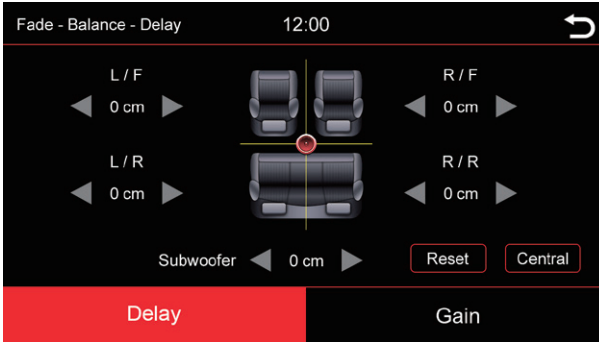 Fade - Balance - Delay 12:00
L / F R / F
0 cm 0 cm
L / R R / R
0 cm 0 cm
Subwoofer 0 cm Reset Central
Delay Gain